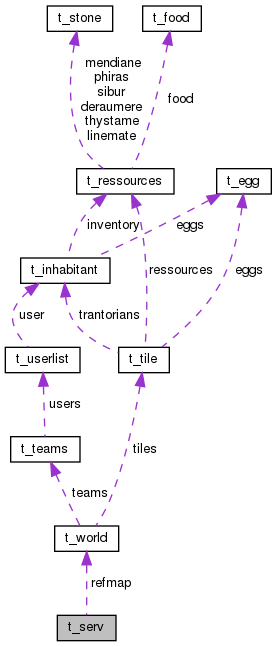 t_stone
t_food
mendiane
phiras
sibur
deraumere
thystame
linemate
food
t_ressources
t_egg
inventory
eggs
t_inhabitant
ressources
eggs
user
trantorians
t_userlist
t_tile
users
t_teams
tiles
teams
t_world
refmap
t_serv